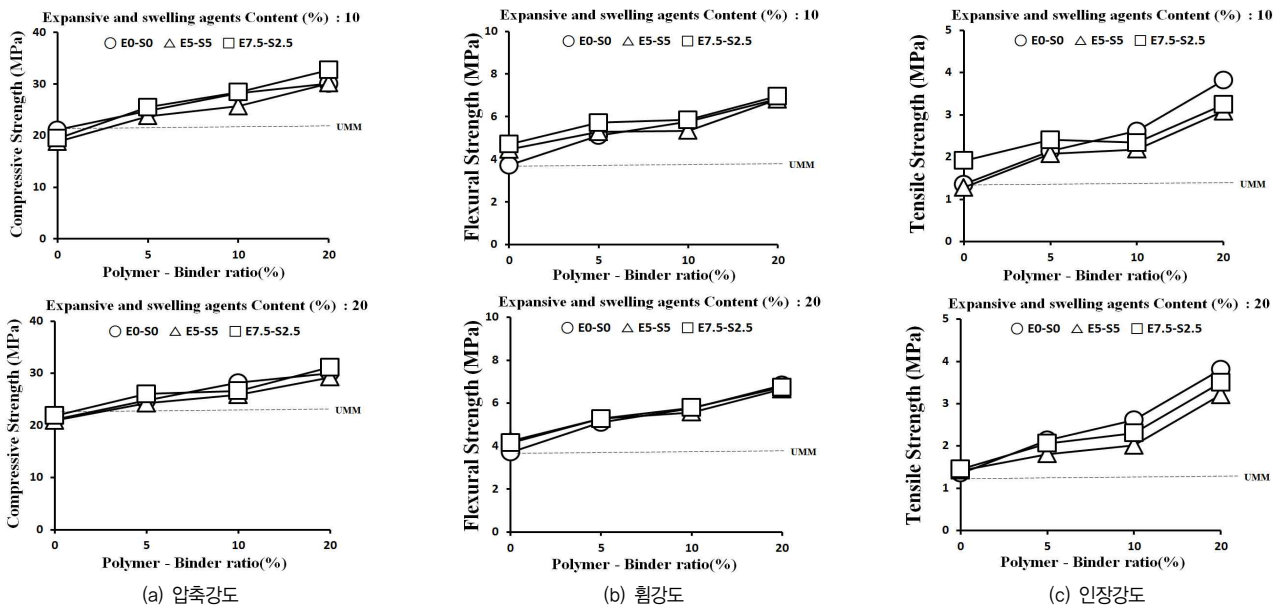 Expansive and swelling agents Content (%) : 10
E0-S0 E5-S5 E7.5-S2.5
Compressive Strength (MPa)
40
30
20
10
0
UMM
0 5 10 20
Polymer - Binder ratio(%)
Expansive and swelling agents Content (%) : 10
E0-S0 E5-S5 E7.5-S2.5
Flexural Strength (MPa)
10
8
6
4
2
0
UMM
0 5 10 20
Polymer - Binder ratio(%)
Expansive and swelling agents Content (%) : 10
E0-S0 E5-S5 E7.5-S2.5
Tensile Strength (MPa)
5
4
3
2
1
0
UMM
0 5 10 20
Polymer - Binder ratio(%)
Expansive and swelling agents Content (%) : 20
E0-S0 E5-S5 E7.5-S2.5
Compressive Strength (MPa)
40
30
20
10
0
UMM
0 5 10 20
Polymer - Binder ratio(%)
(a) 압축강도
Expansive and swelling agents Content (%) : 20
E0-S0 E5-S5 E7.5-S2.5
Flexural Strength (MPa)
10
8
6
4
2
0
UMM
0 5 10 20
Polymer - Binder ratio(%)
(b) 휨강도
Expansive and swelling agents Content (%) : 20
E0-S0 E5-S5 E7.5-S2.5
Tensile Strength (MPa)
5
4
3
2
1
0
UMM
0 5 10 20
Polymer - Binder ratio(%)
(c) 인장강도